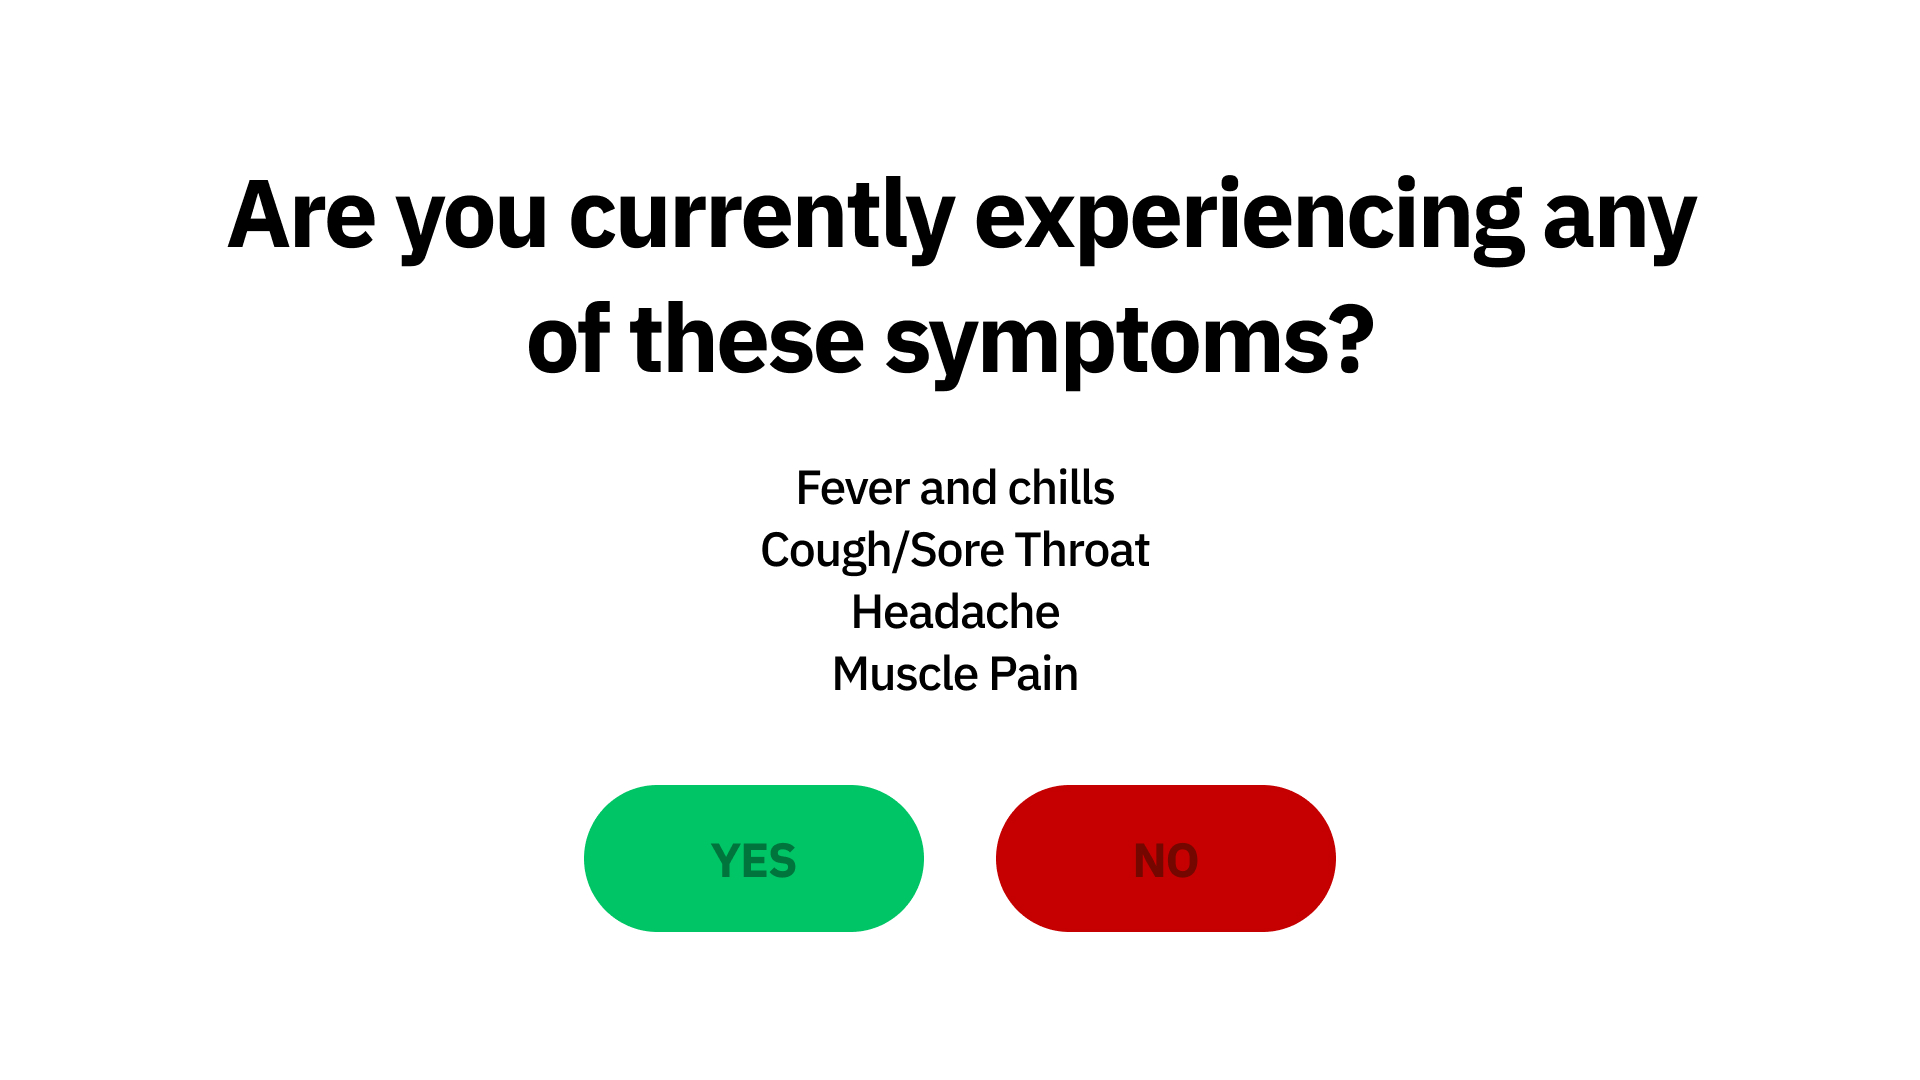 Are you currently experiencing any
of these symptoms?
Fever and chills
Cough/Sore Throat
Headache
Muscle Pain
YES
NO